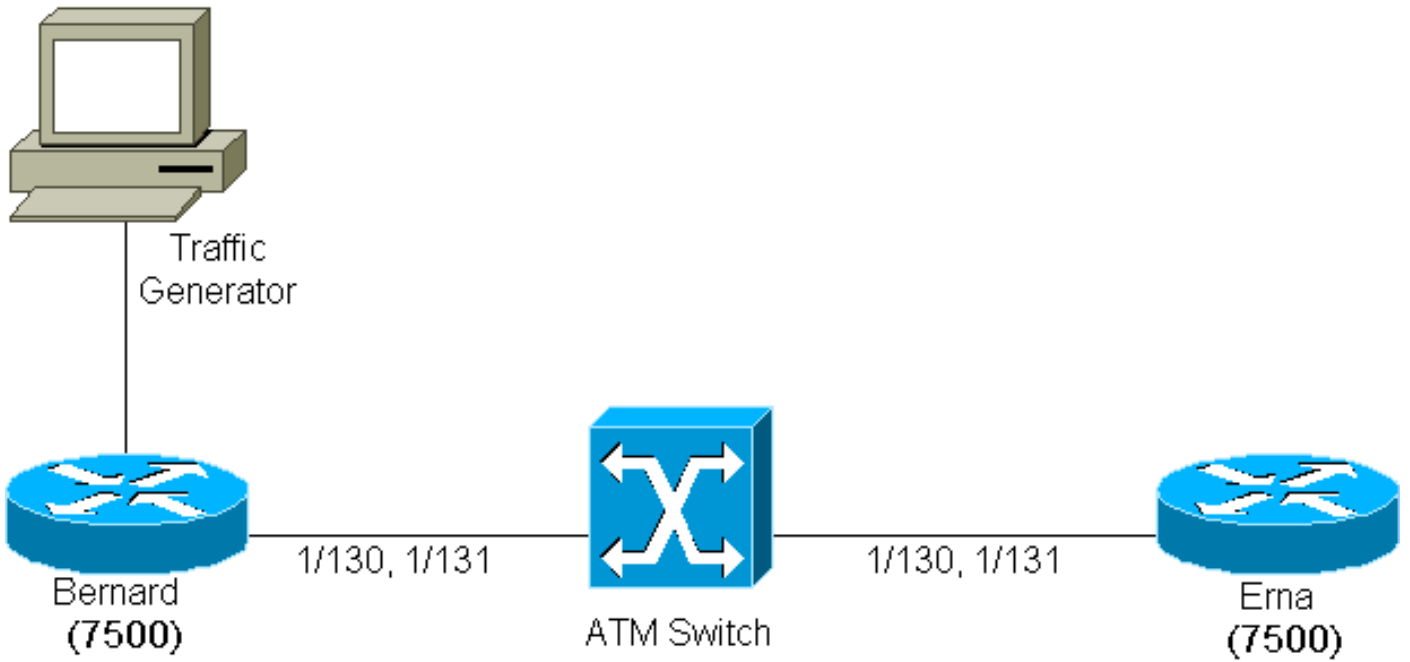 Traffic
Generator
1/130, 1/131
1/130, 1/131
Bernard
(7500)
ATM Switch
Erna
(7500)